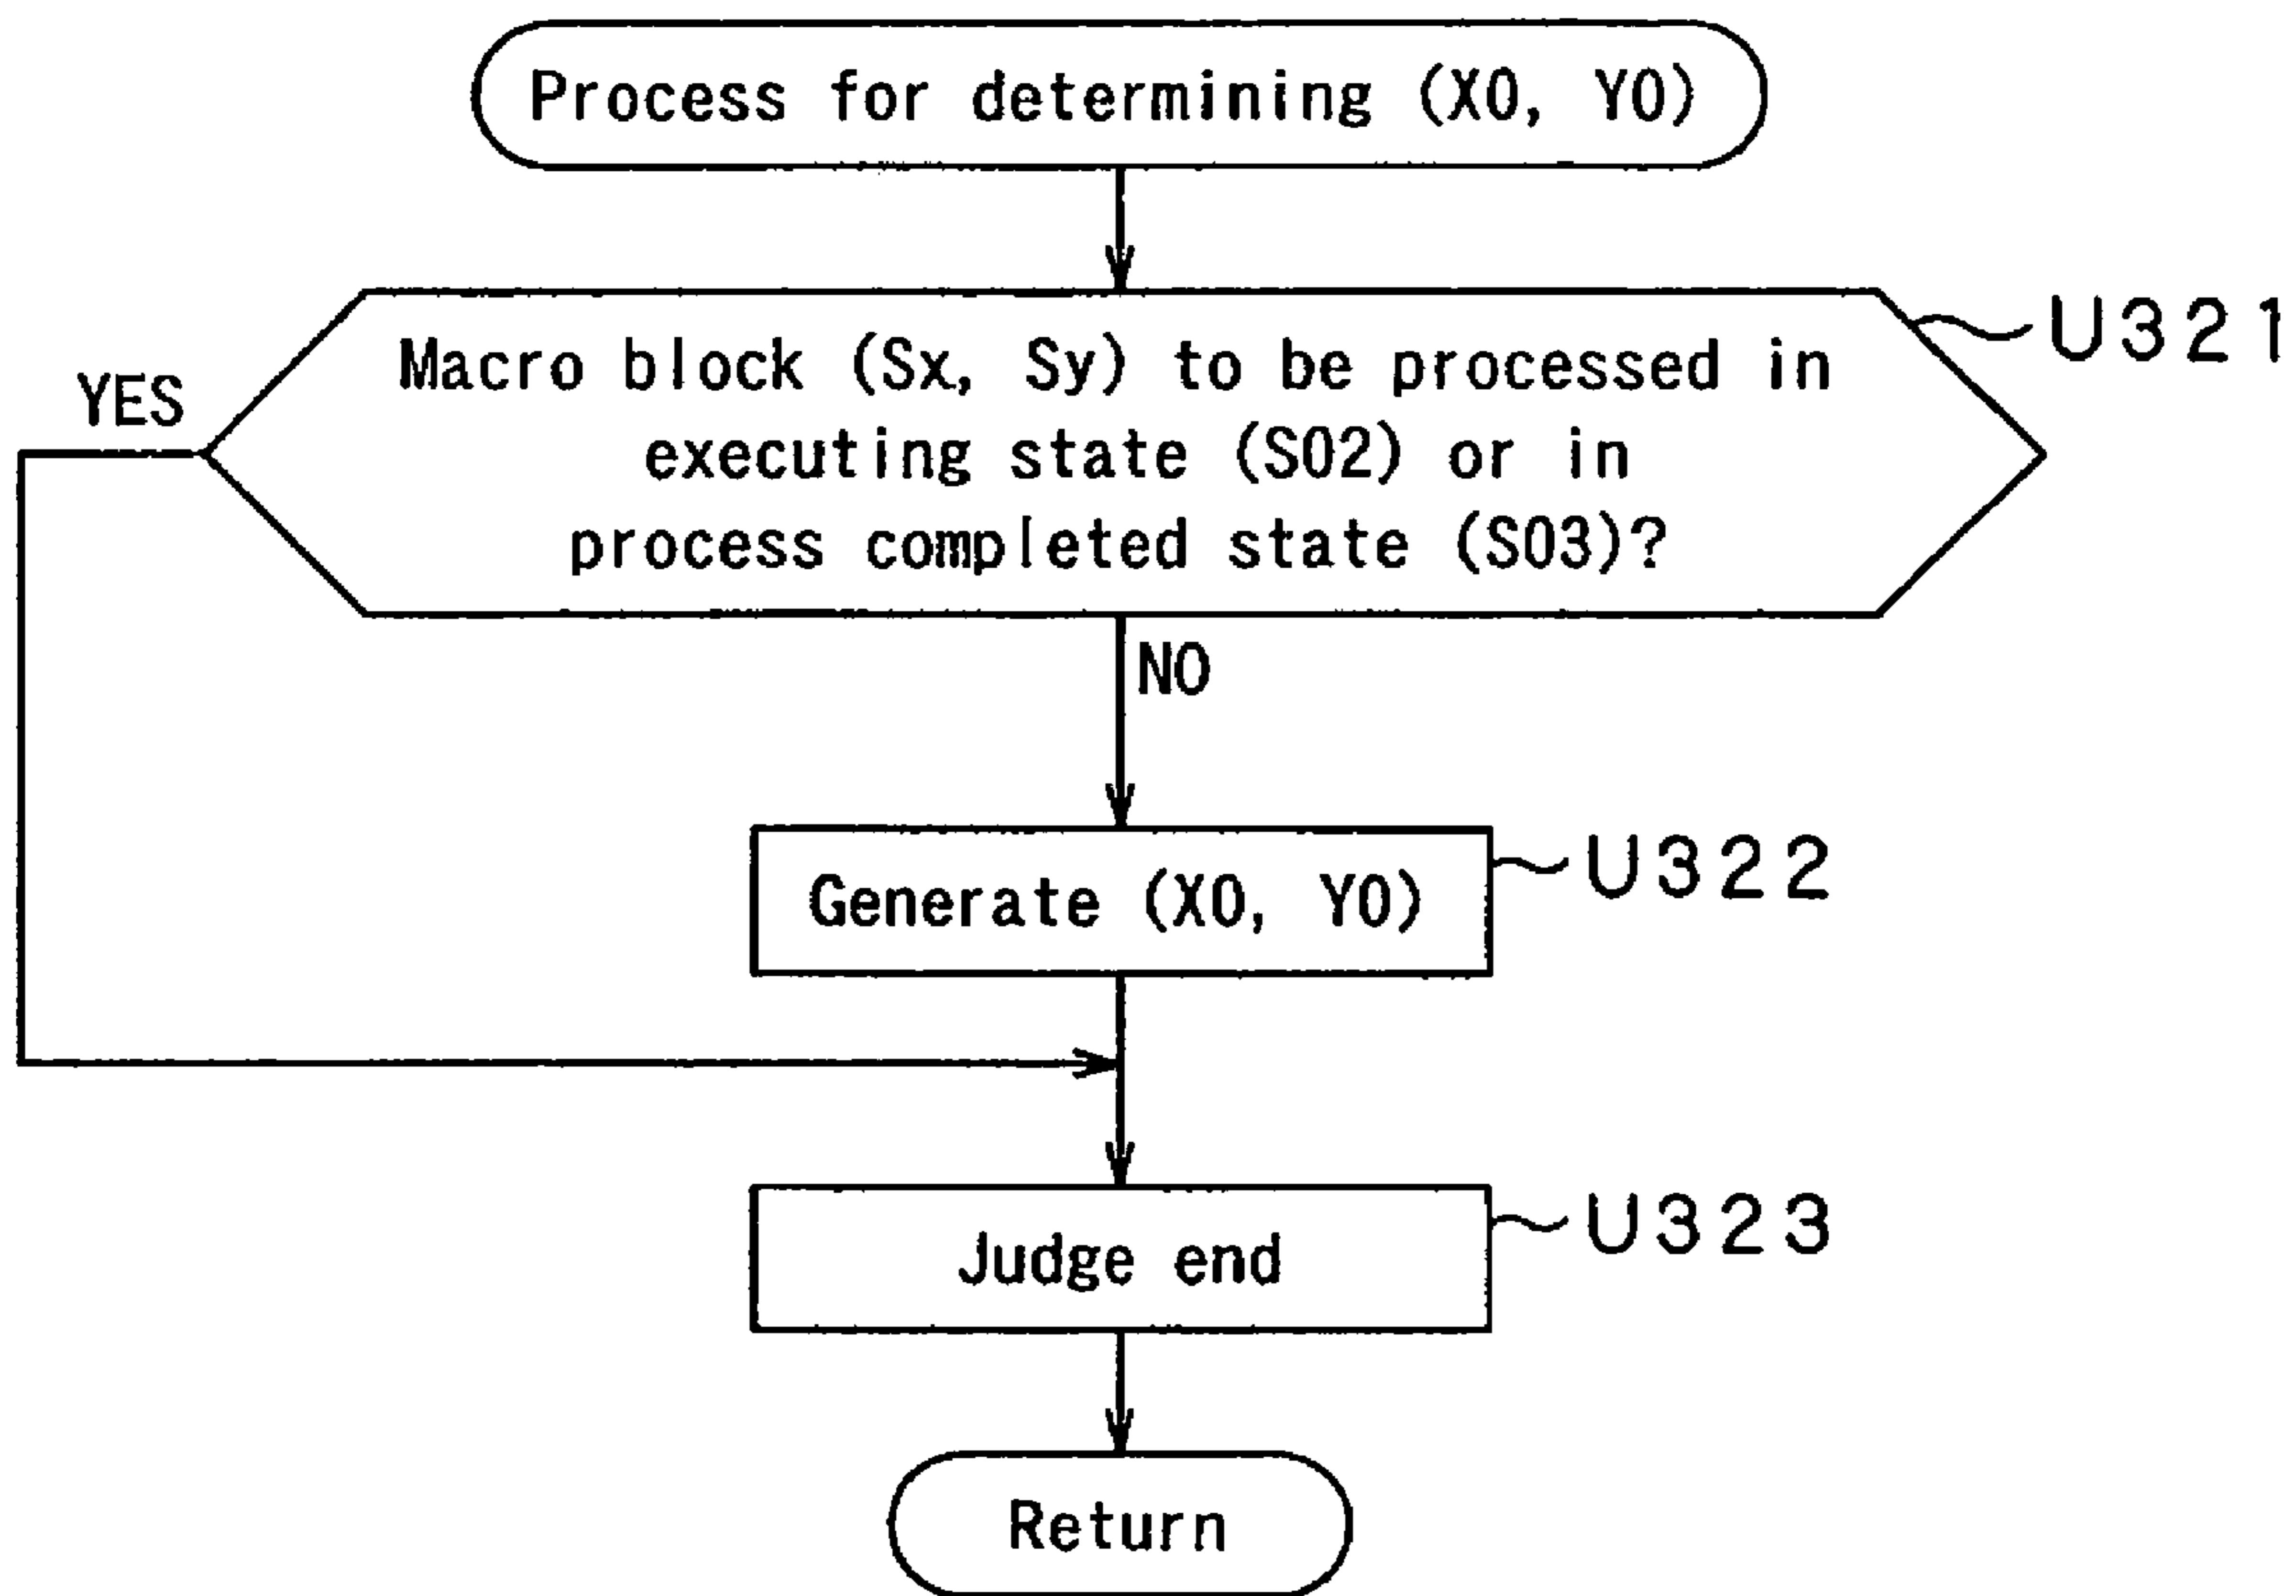 Process for determining (X0, Y0)
U321
Macro block (Sx, Sy) to be processed in
executing state (S02) or in
process completed state (S03)?
YES
NO
Generate (X0, Y0)
U322
Judge end
U323
Return